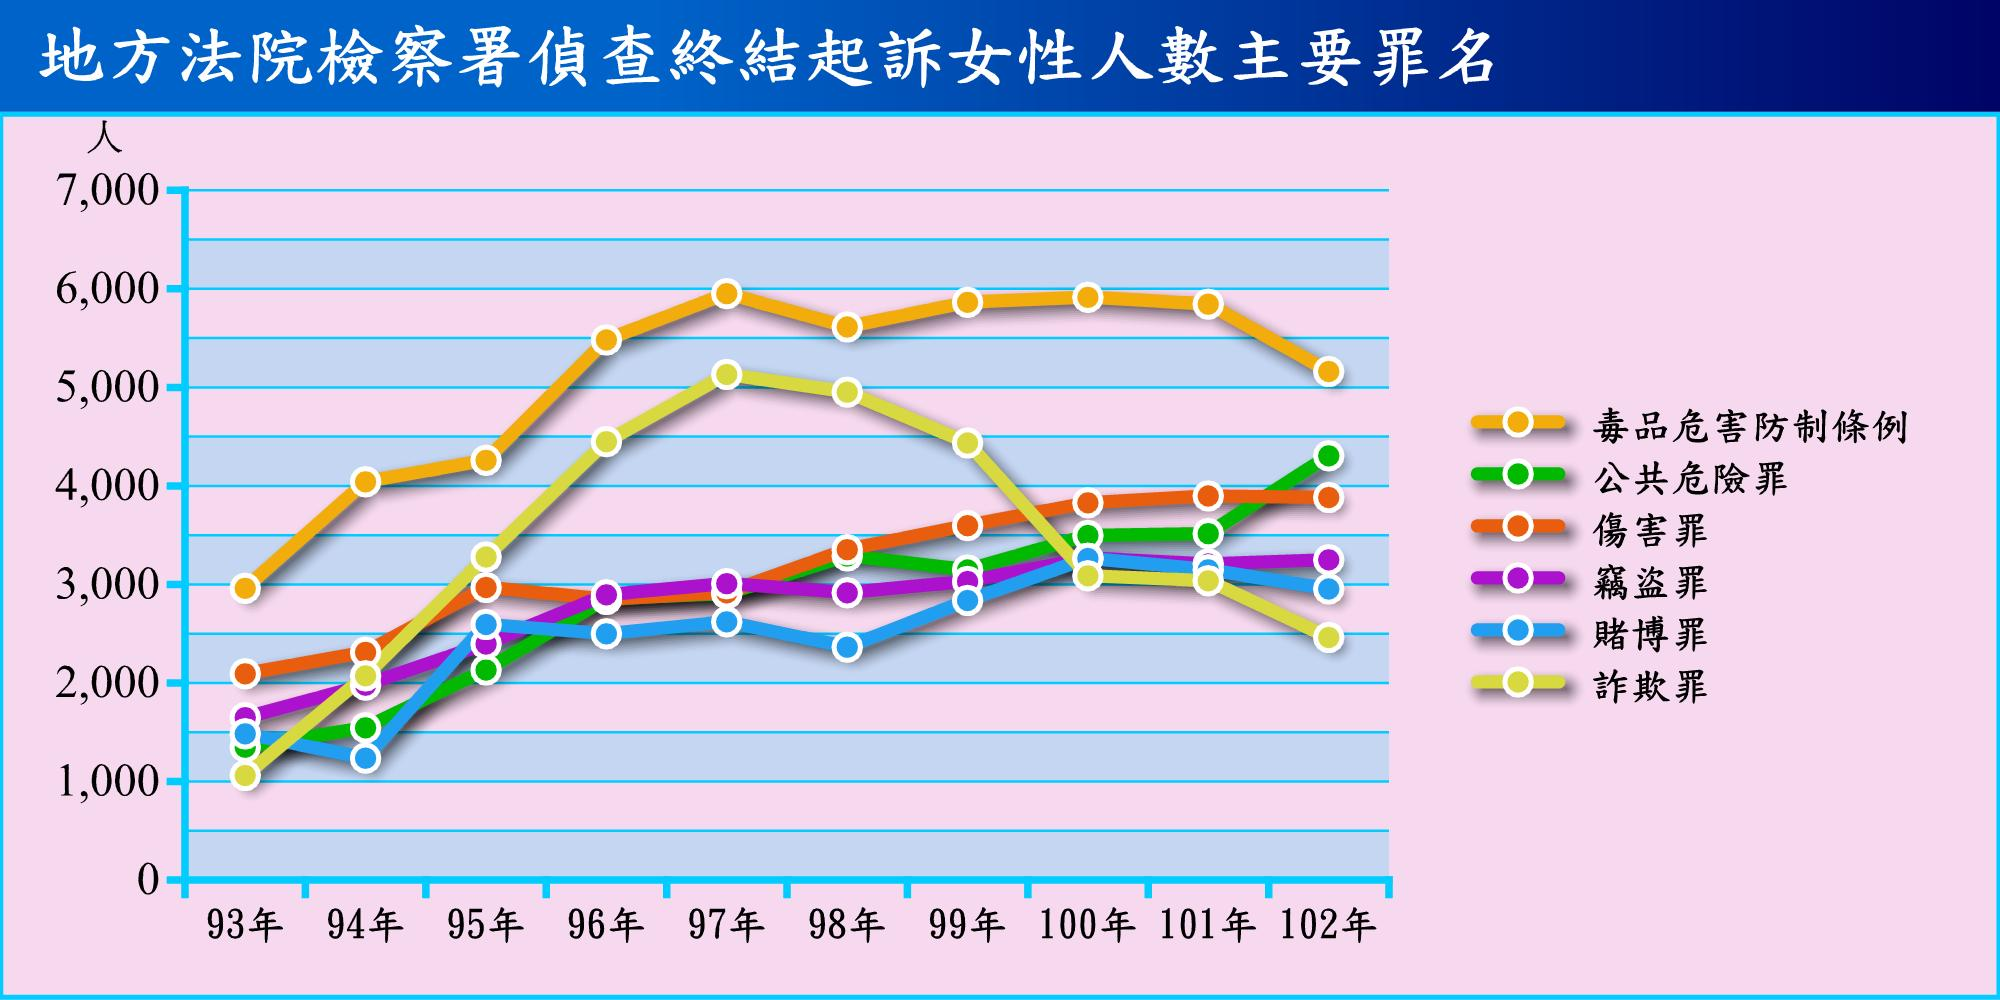 地方法院檢察署偵查終結起訴女性人數主要罪名
人
7,000
6,000
5,000
4,000
3,000
2,000
1,000
0
93年 94年 95年 96年 97年 98年 99年 100年 101年 102年
毒品危害防制條例
公共危險罪
傷害罪
竊盜罪
賭博罪
詐欺罪